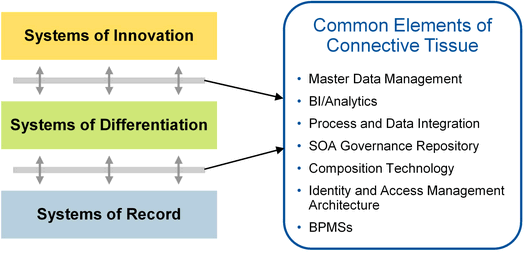 Systems of Innovation
Systems of Differentiation
Systems of Record
Common Elements of
Connective Tissue
• Master Data Management
• BI/Analytics
• Process and Data Integration
• SOA Governance Repository
• Composition Technology
• Identity and Access Management
Architecture
• BPMSs